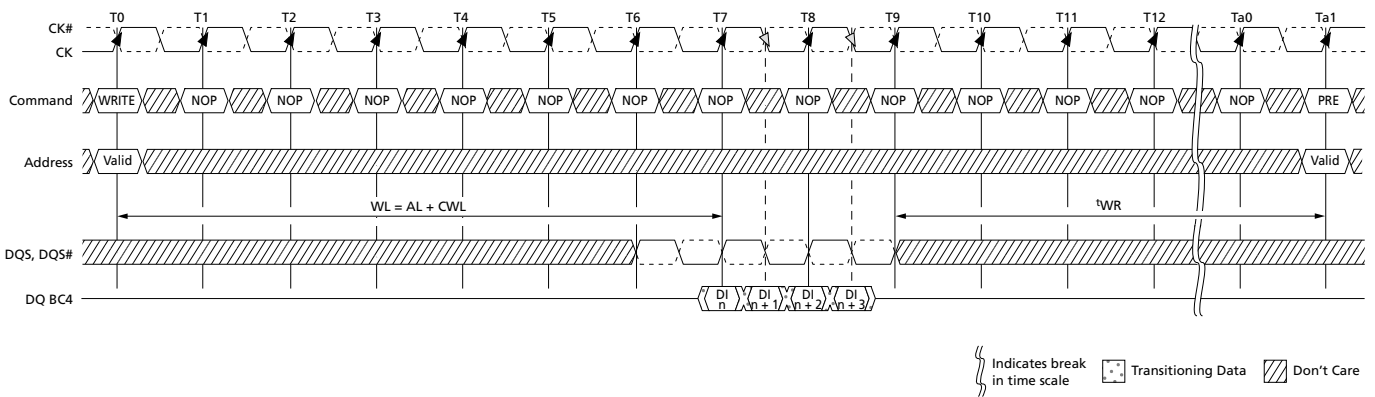 T0 T1 T2 T3 T4 T5 T6 T7 T8 T9 T10 T11 T12 Ta0 Ta1
CK#
CK
Command WRITE NOP NOP NOP NOP NOP NOP NOP NOP NOP NOP NOP NOP NOP PRE
Address Valid Valid
WL = AL + CWL tWR
DQS, DQS#
DQ BC4 DI n DI n + 1 DI n + 2 DI n + 3
Indicates break
in time scale
Transitioning Data
Don't Care